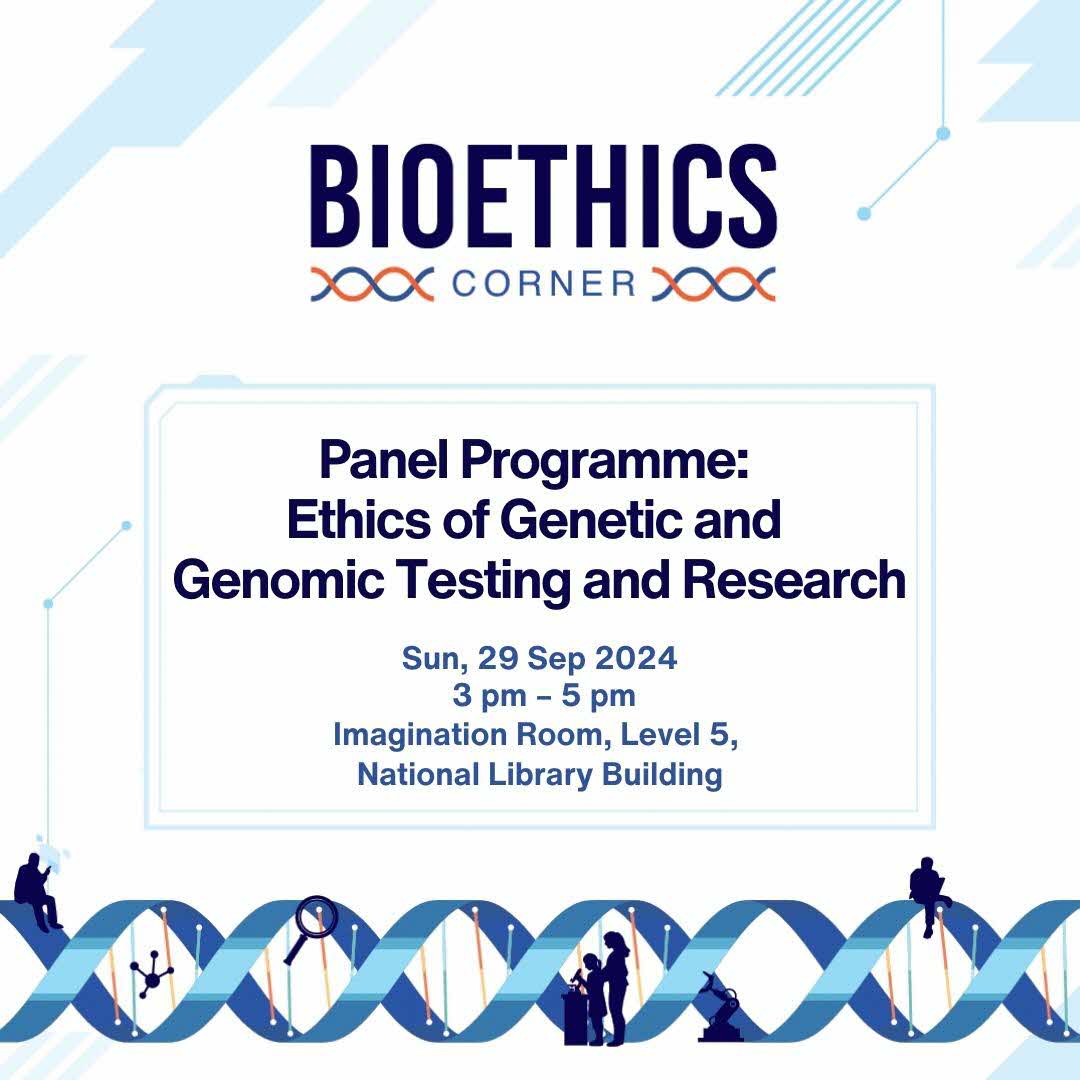 BIOETHICS
CORNER
Panel Programme:
Ethics of Genetic and
Genomic Testing and Research
Sun, 29 Sep 2024
3 pm – 5 pm
Imagination Room, Level 5,
National Library Building